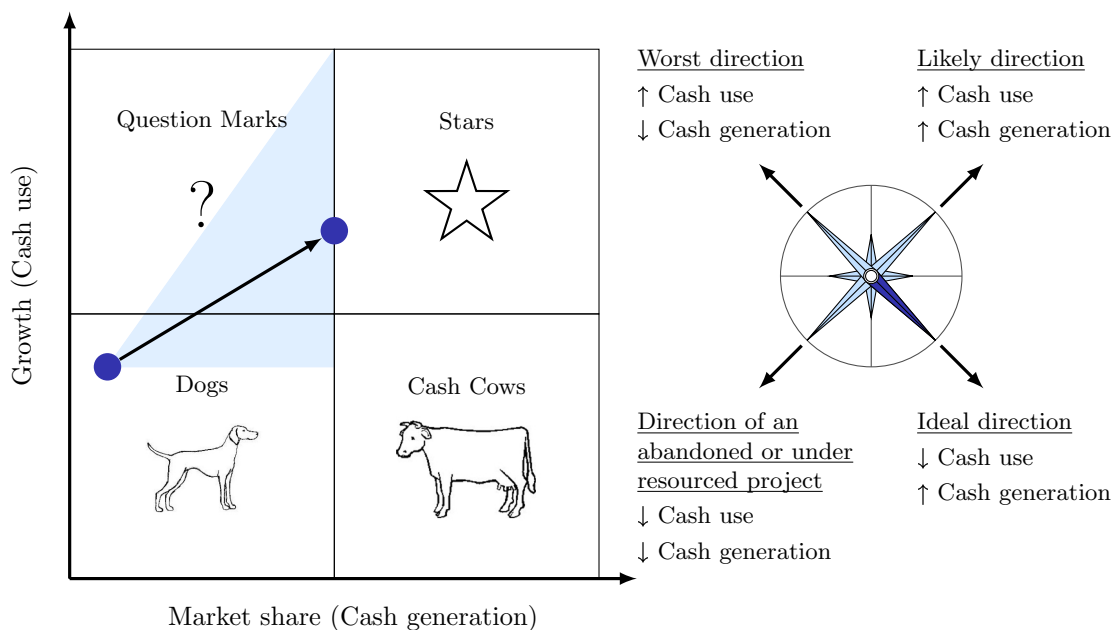 Growth (Cash use)
Question Marks
?
Stars
Dogs
Cash Cows
Market share (Cash generation)
Worst direction
↑ Cash use
↓ Cash generation
Likely direction
↑ Cash use
↑ Cash generation
Direction of an
abandoned or under
resourced project
↓ Cash use
↓ Cash generation
Ideal direction
↓ Cash use
↑ Cash generation